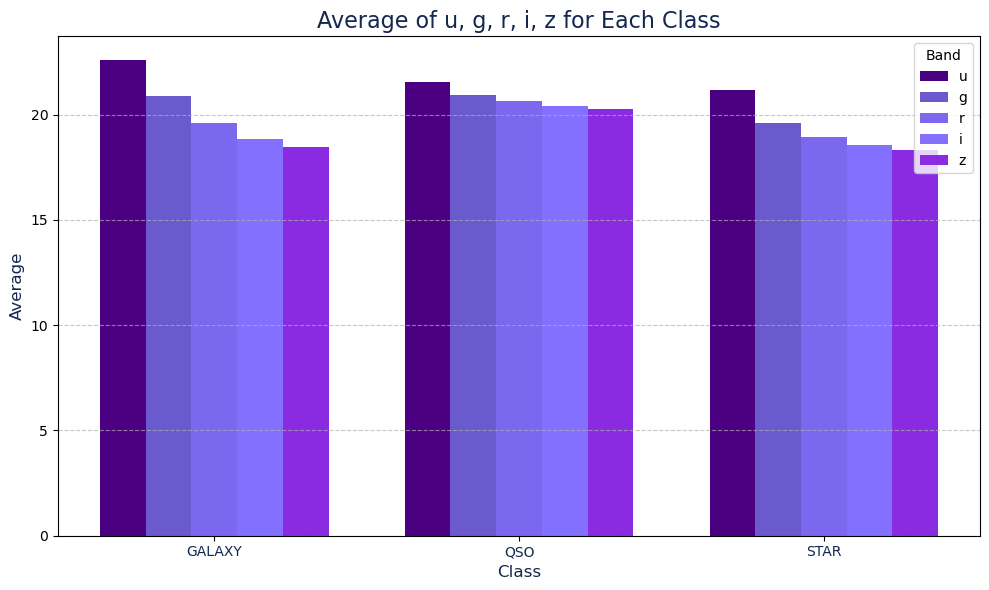 Average of u, g, r, i, z for Each Class
Average
20
15
10
5
0
GALAXY
QSO
STAR
Class
Band
u
g
r
i
z